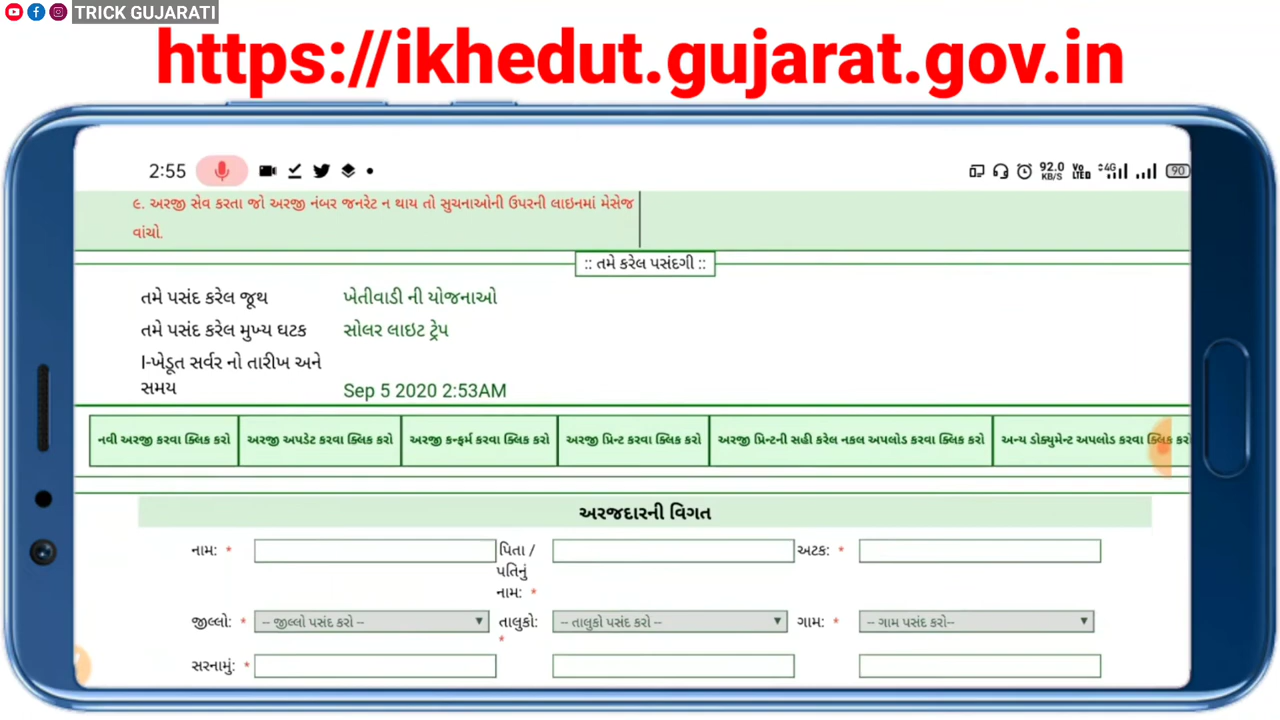 TRICK GUJARATI
https://ikhedut.gujarat.gov.in
2:55 92.0 KB/S Vo LTED 4G 90
૯. અરજી સેવ કરતા જો અરજી નંબર જનરેટ ન થાય તો સુચનાઓની ઉપરની લાઇનમાં મેસેજ
વાંચો.
:: તમે કરેલ પસંદગી ::
તમે પસંદ કરેલ જૂથ ખેતીવાડી ની યોજનાઓ
તમે પસંદ કરેલ મુખ્ય ઘટક સોલર લાઇટ ટ્રેપ
I-ખેડૂત સર્વર નો તારીખ અને
સમય Sep 5 2020 2:53AM
નવી અરજી કરવા ક્લિક કરો અરજી અપડેટ કરવા ક્લિક કરો અરજી કન્ફર્મ કરવા ક્લિક કરો અરજી પ્રિન્ટ કરવા ક્લિક કરો અરજી પ્રિન્ટની સહી કરેલ નકલ અપલોડ કરવા ક્લિક કરો અન્ય ડોક્યુમેન્ટ અપલોડ કરવા ક્લિક કરો
અરજદારની વિગત
નામ: * પિતા / અટક: *
પતિનું
નામ: *
જીલ્લો: * -- જીલ્લો પસંદ કરો -- તાલુકો: -- તાલુકો પસંદ કરો -- ગામ: * -- ગામ પસંદ કરો--
*
સરનામું: *